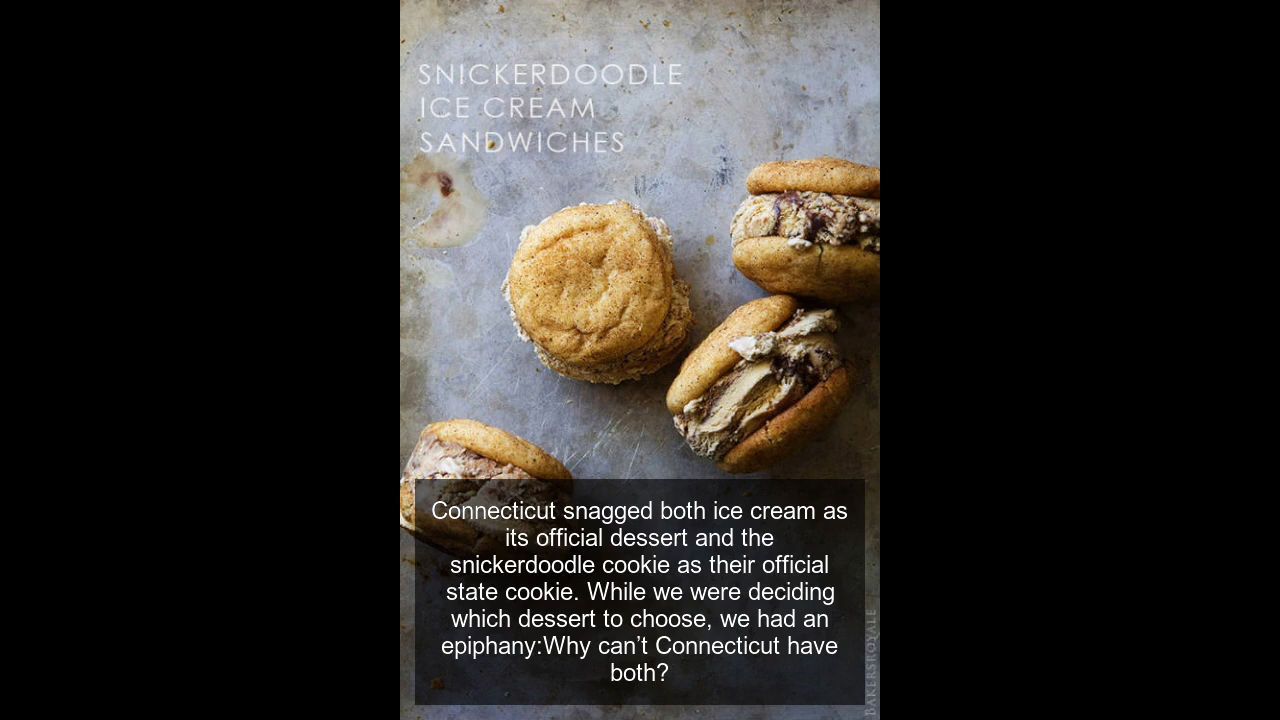 SNICKERDOODLE
ICE CREAM
SANDWICHES
Connecticut snagged both ice cream as
its official dessert and the
snickerdoodle cookie as their official
state cookie. While we were deciding
which dessert to choose, we had an
epiphany:Why can’t Connecticut have
both?
BAKERSROYALE